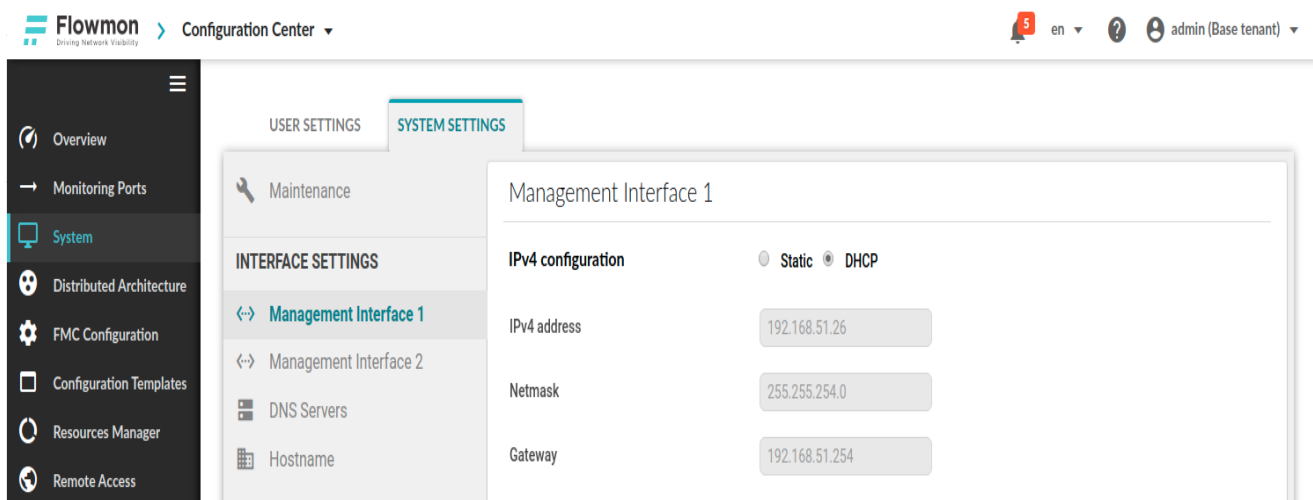 Flowmon
Driving Network Visibility
Configuration Center
5
en
admin (Base tenant)
Overview
Monitoring Ports
System
Distributed Architecture
FMC Configuration
Configuration Templates
Resources Manager
Remote Access
USER SETTINGS
SYSTEM SETTINGS
Maintenance
INTERFACE SETTINGS
Management Interface 1
Management Interface 2
DNS Servers
Hostname
Management Interface 1
IPv4 configuration Static DHCP
IPv4 address 192.168.51.26
Netmask 255.255.254.0
Gateway 192.168.51.254